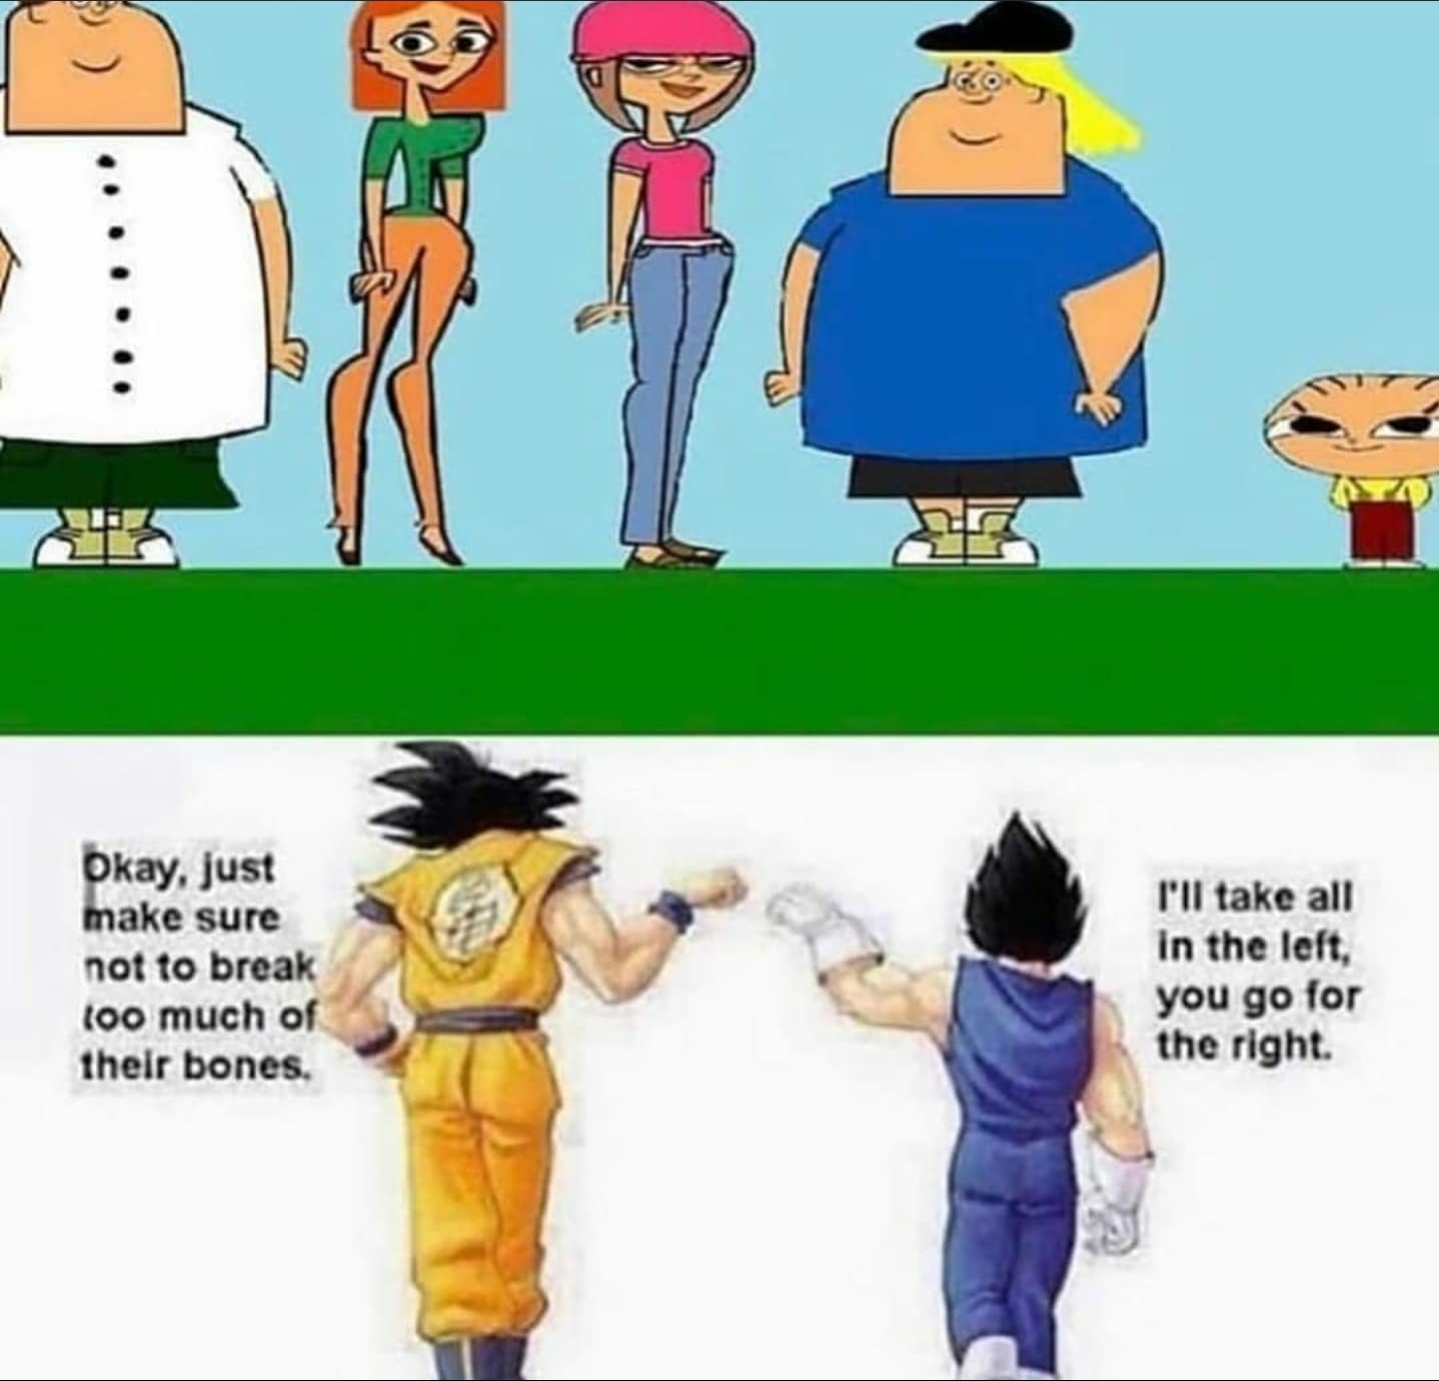 Okay, just
make sure
not to break
too much of
their bones.
I'll take all
in the left,
you go for
the right.